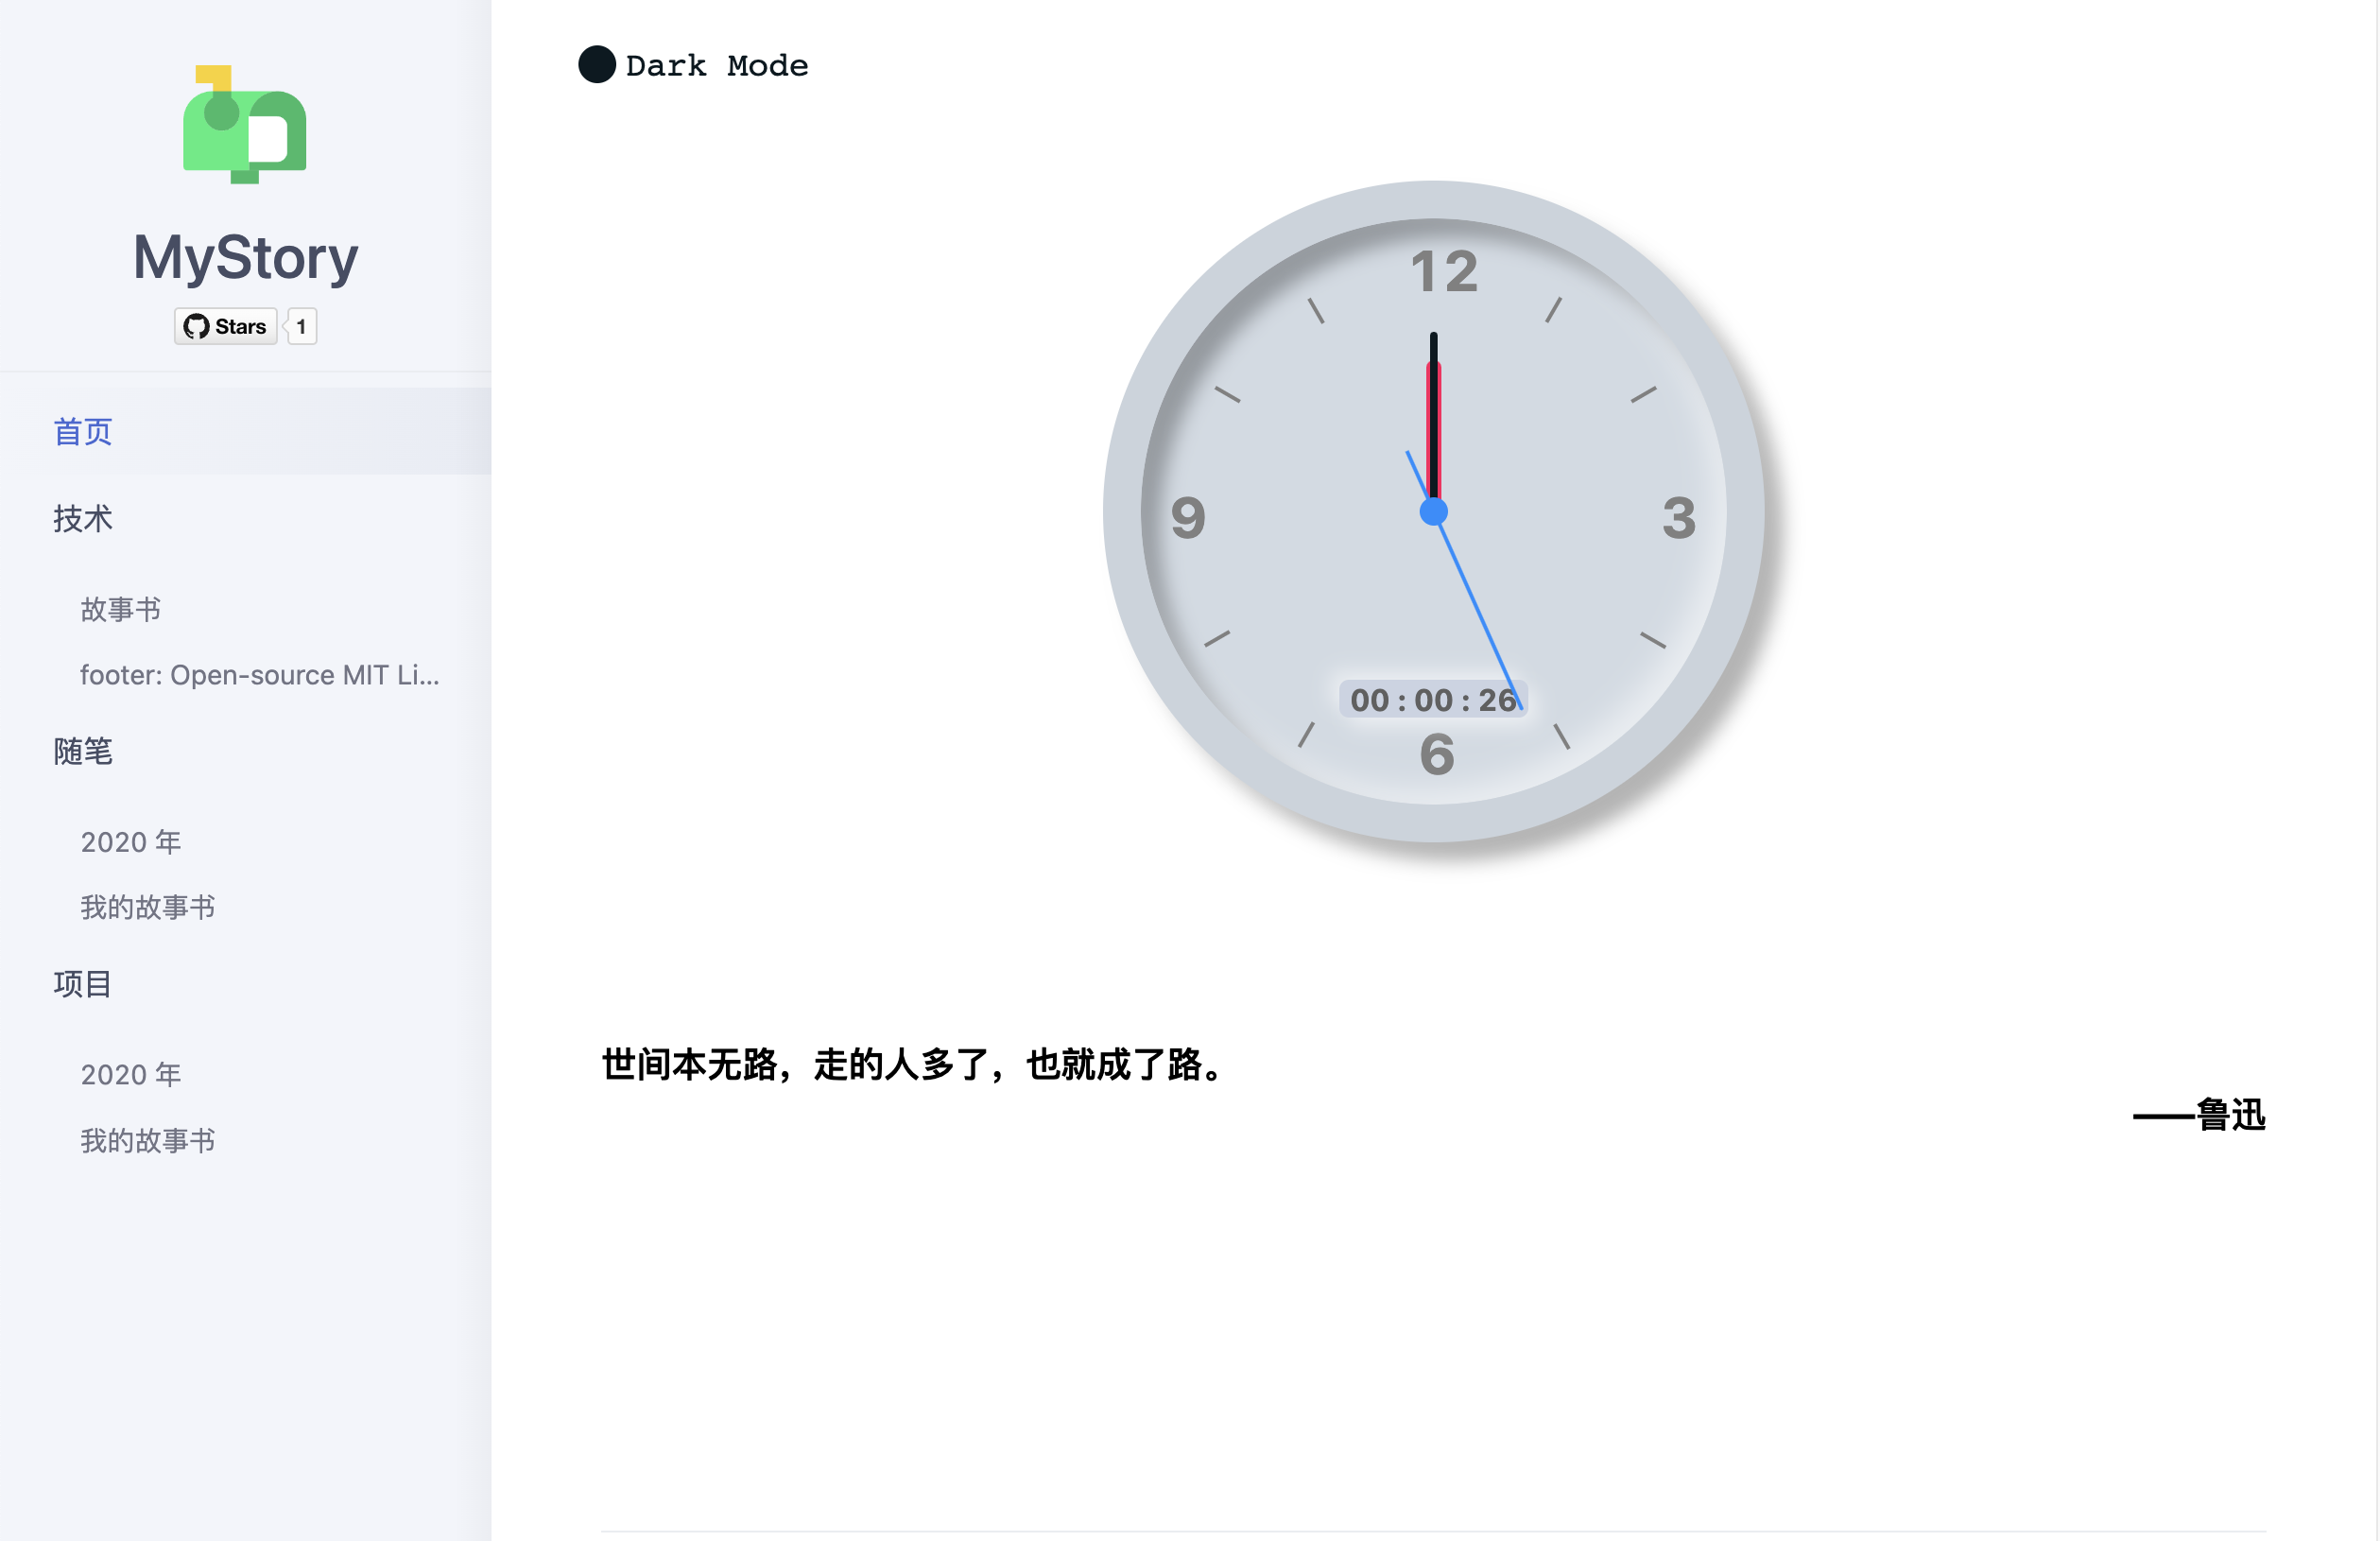 MyStory
Stars 1
首页
技术
故事书
footer: Open-source MIT Li...
随笔
2020 年
我的故事书
项目
2020 年
我的故事书
Dark Mode
12
9
3
00 : 00 : 26
6
世间本无路，走的人多了，也就成了路。
——鲁迅